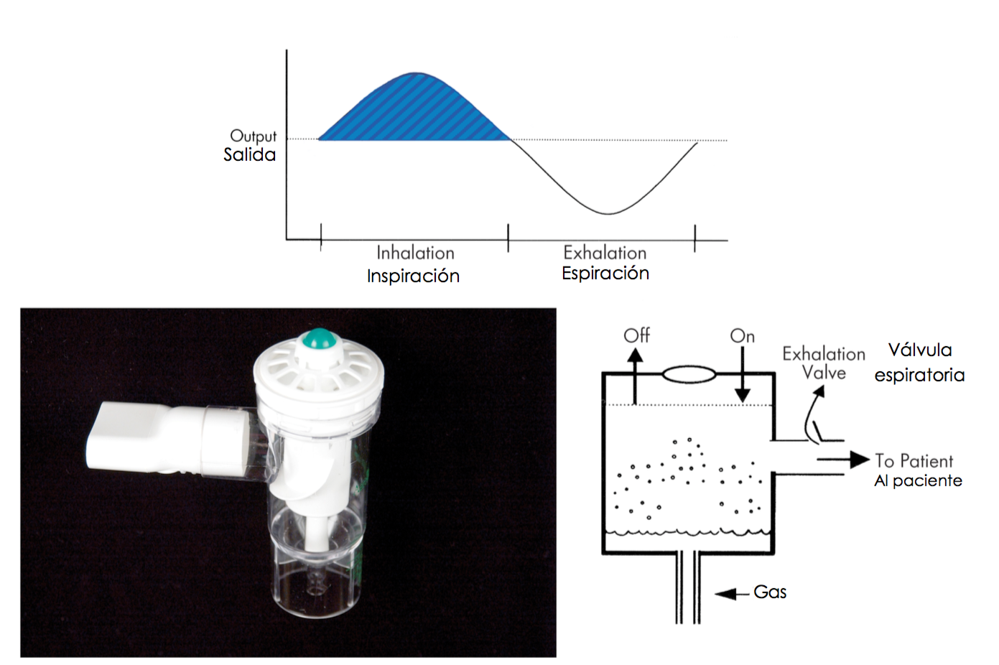 Output
Salida
Inhalation
Inspiración
Exhalation
Espiración
Off
On
Exhalation
Valve
Válvula
espiratoria
To Patient
Al paciente
Gas